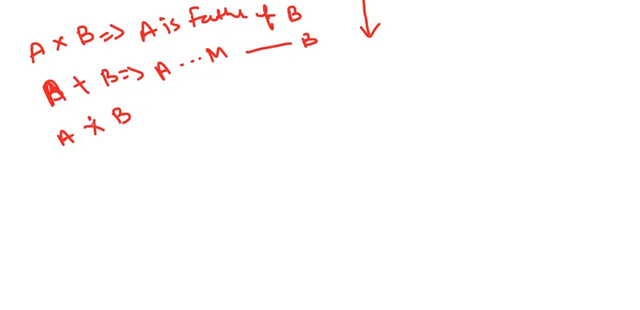 A × B => A is Father of B
A + B => A ... M — B
A ÷ B